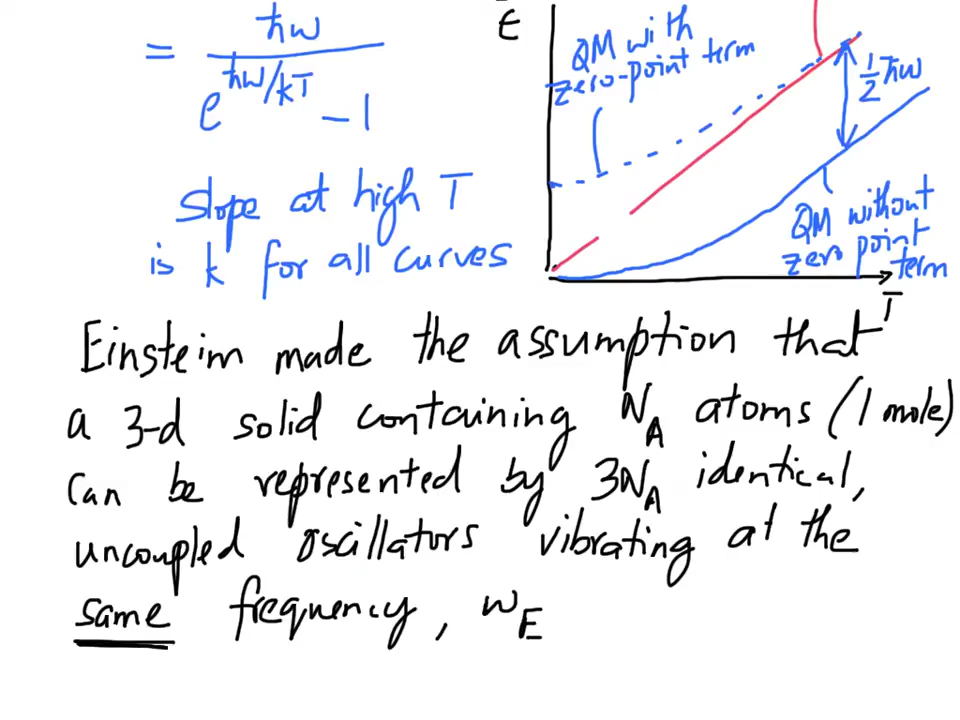 = ħω / (e^(ħω/kT) - 1)
slope at high T
is k for all curves
E
QM with
zero-point term
1/2 ħω
QM without
zero point
term
T
Einstein made the assumption that
a 3-d solid containing N_A atoms (1 mole)
can be represented by 3N_A identical,
uncoupled oscillators vibrating at the
same frequency, ω_E